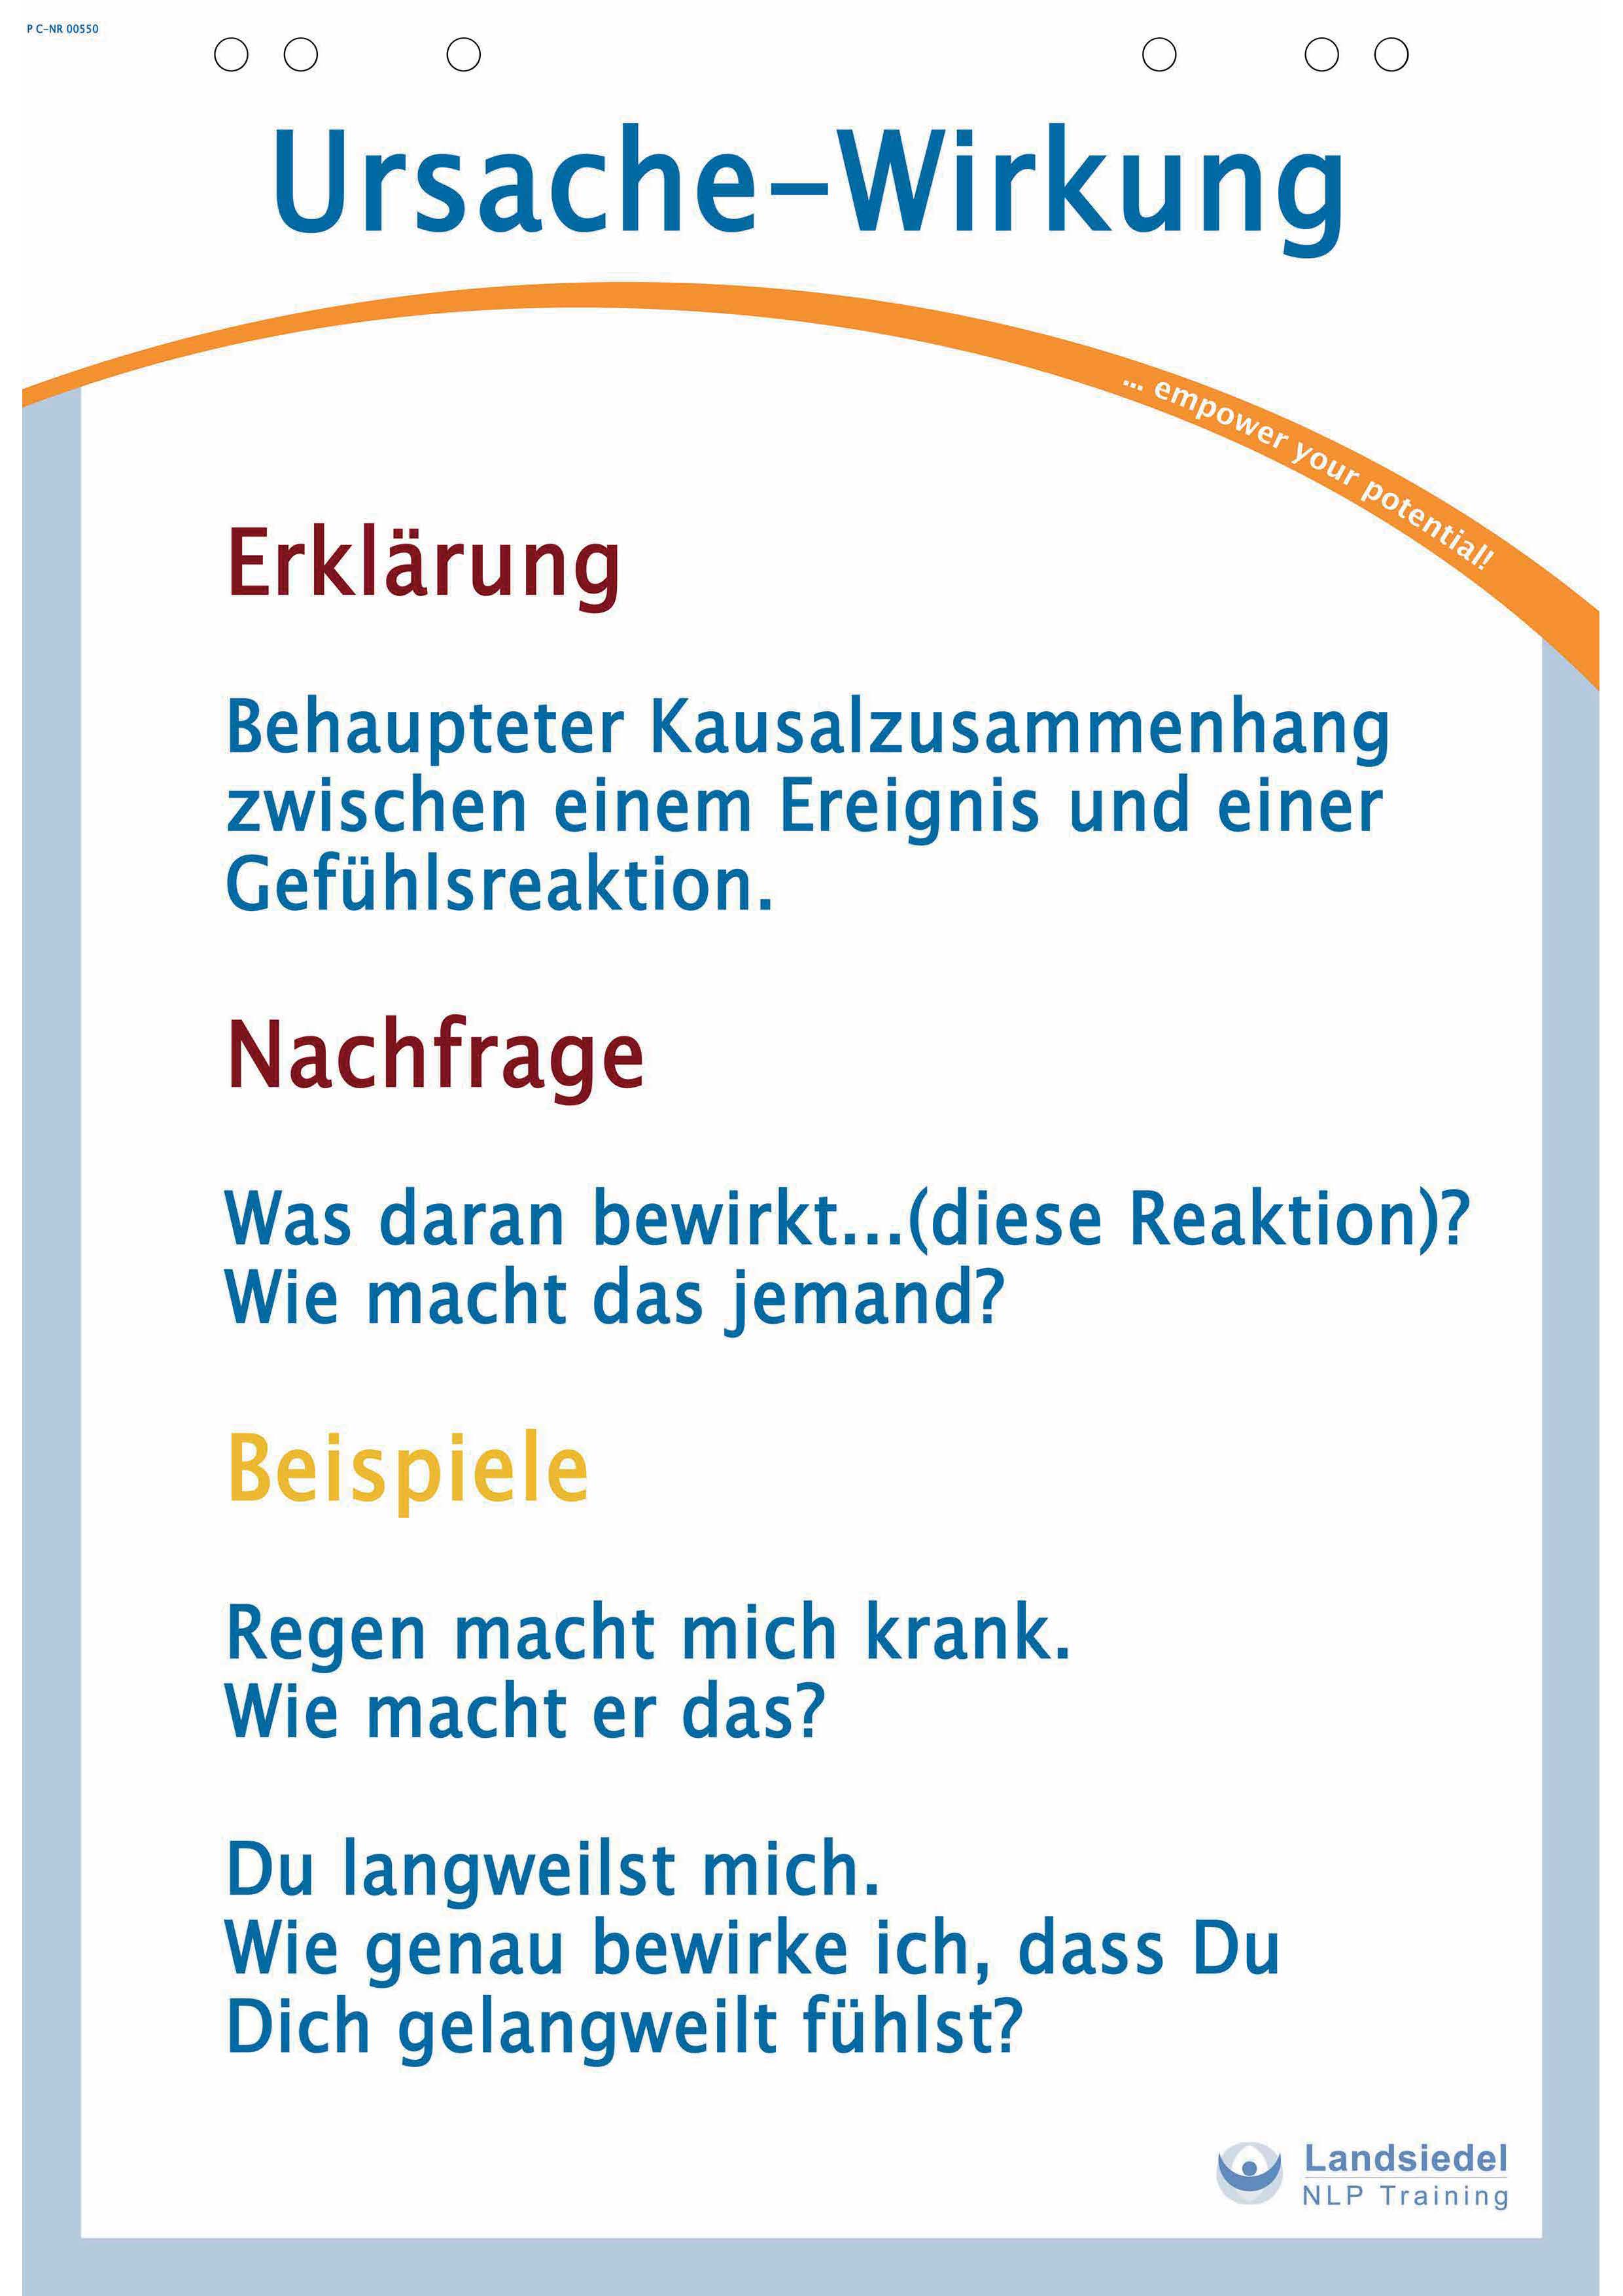 P C-NR 00550
Ursache-Wirkung
... empower your potential!
Erklärung
Behaupteter Kausalzusammenhang
zwischen einem Ereignis und einer
Gefühlsreaktion.
Nachfrage
Was daran bewirkt...(diese Reaktion)?
Wie macht das jemand?
Beispiele
Regen macht mich krank.
Wie macht er das?
Du langweilst mich.
Wie genau bewirke ich, dass Du
Dich gelangweilt fühlst?
Landsiedel
NLP Training